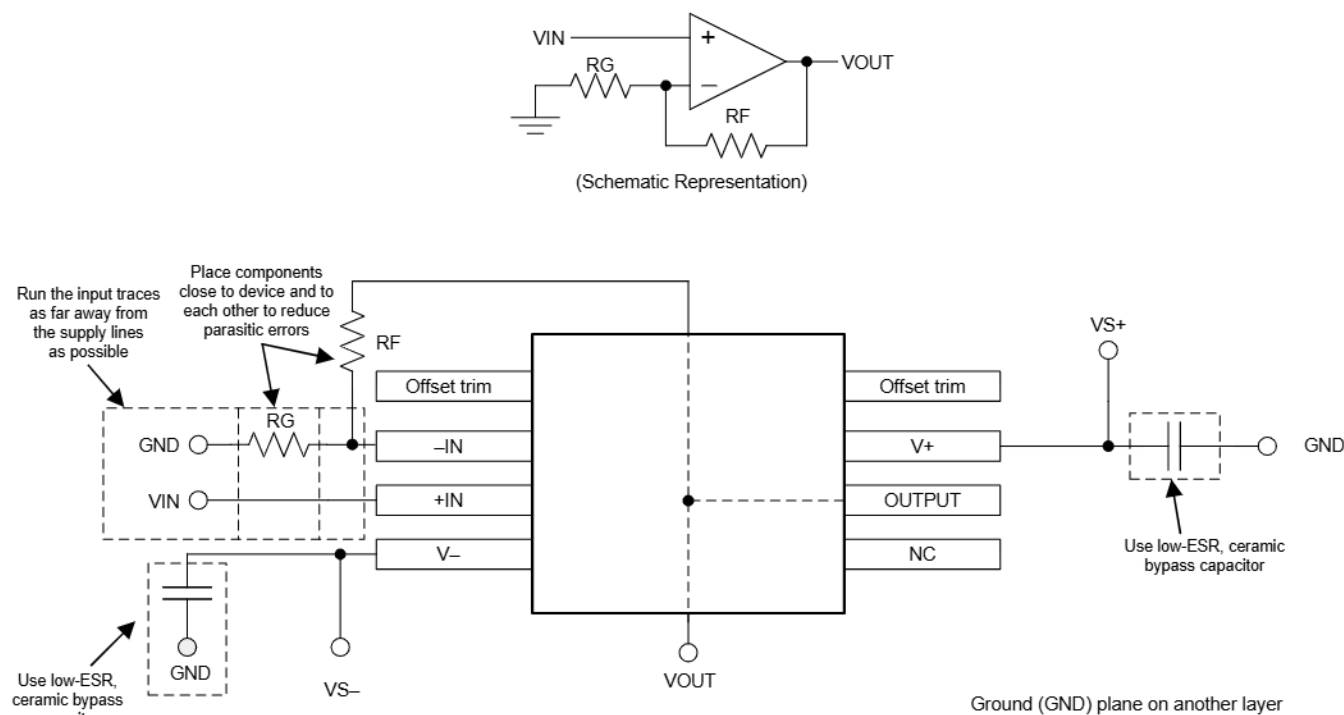 VIN
+
RG
–
VOUT
RF
(Schematic Representation)
Run the input traces
as far away from
the supply lines
as possible
Place components
close to device and to
each other to reduce
parasitic errors
RF
VS+
Offset trim
Offset trim
RG
GND
–IN
V+
GND
VIN
+IN
OUTPUT
V–
NC
Use low-ESR, ceramic
bypass capacitor
GND
Use low-ESR,
ceramic bypass
VS–
VOUT
Ground (GND) plane on another layer